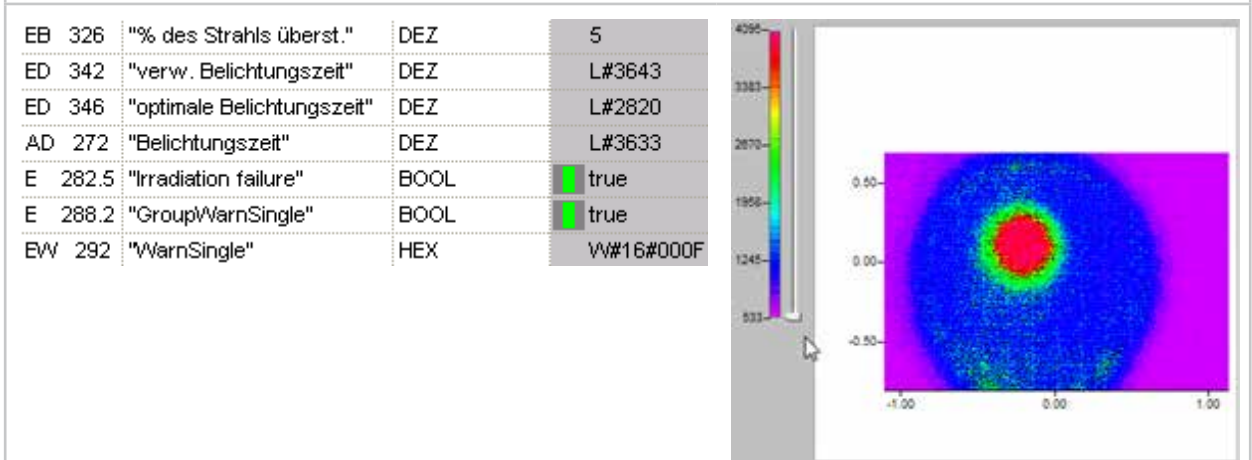 EB 326 "% des Strahls überst." DEZ 5
ED 342 "verw. Belichtungszeit" DEZ L#3643
ED 346 "optimale Belichtungszeit" DEZ L#2820
AD 272 "Belichtungszeit" DEZ L#3633
E 282.5 "Irradiation failure" BOOL true
E 288.2 "GroupWarnSingle" BOOL true
EW 292 "WarnSingle" HEX W#16#000F
4095
3383
2670
1958
1245
533
0.50
0.00
-0.50
-1.00 0.00 1.00